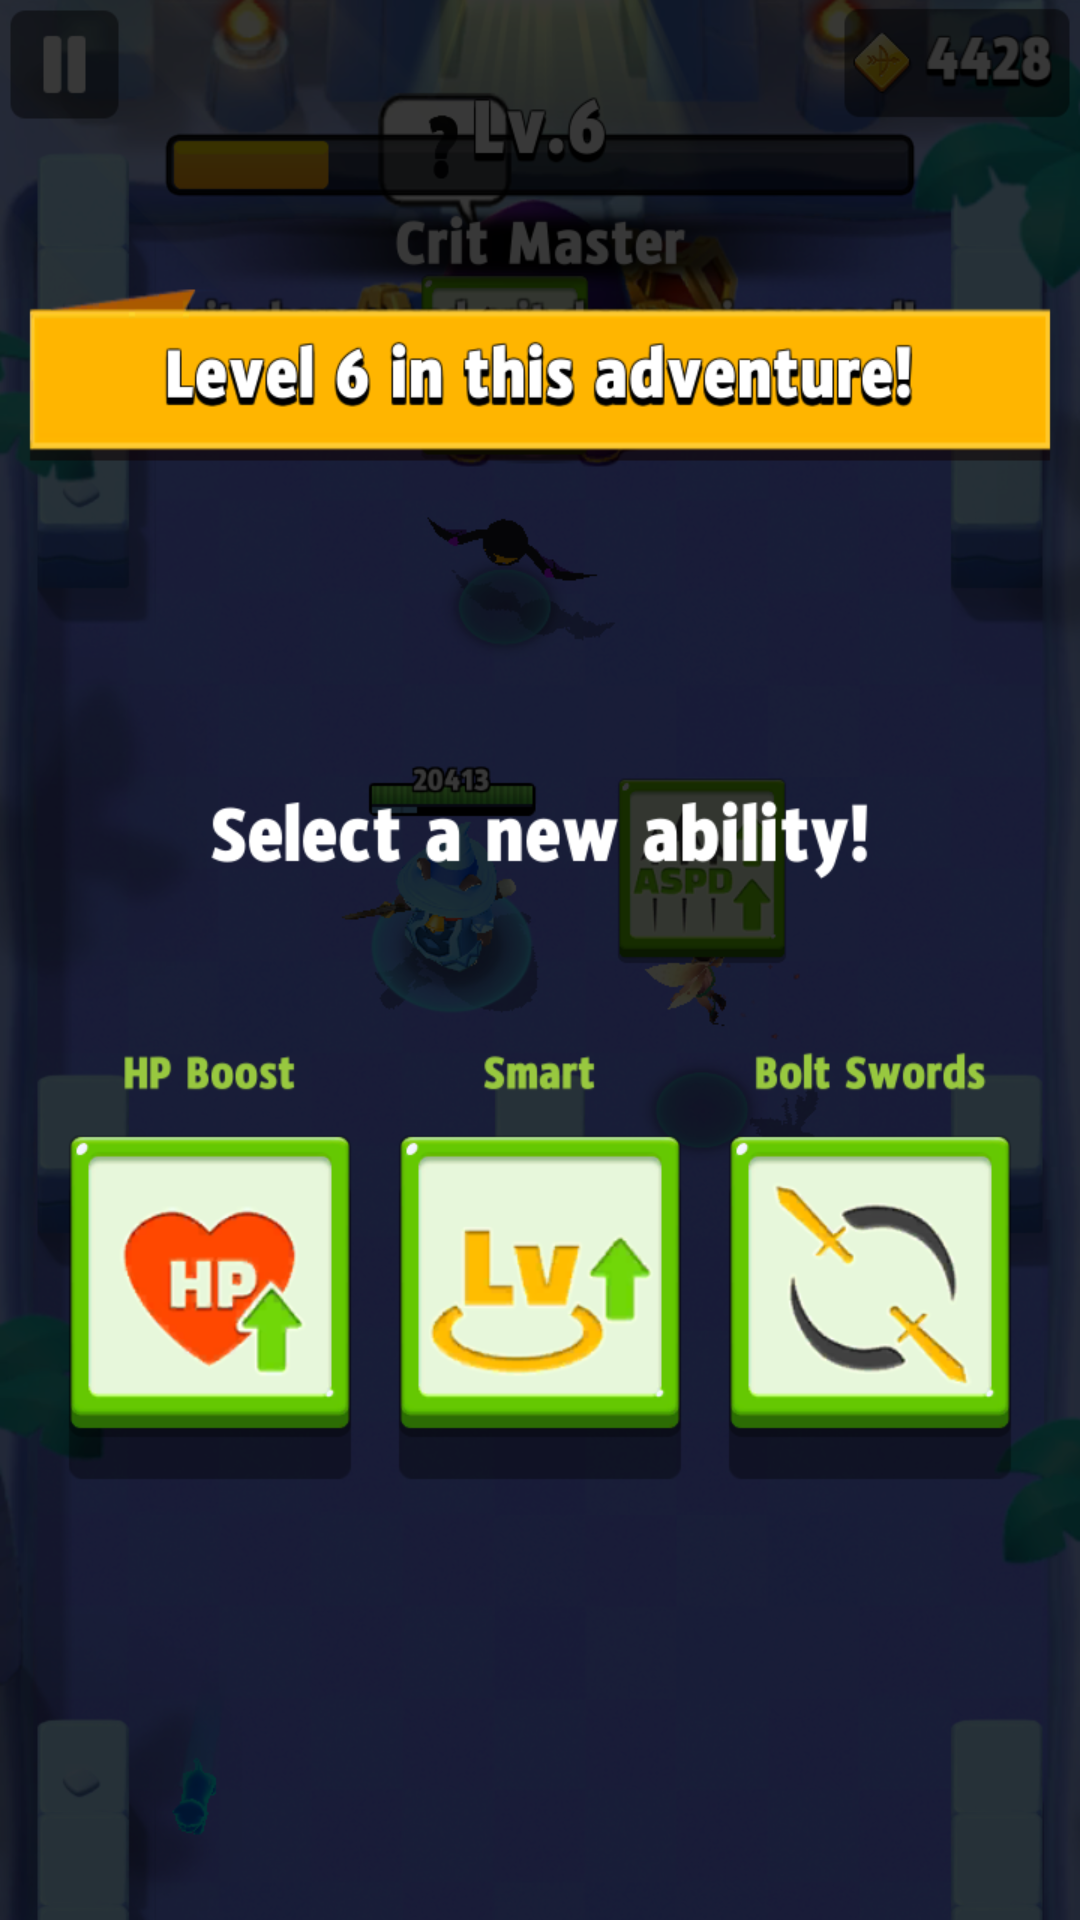 4428
Lv.6
?
Crit Master
Level 6 in this adventure!
20413
Select a new ability!
ASPD
HP Boost
Smart
Bolt Swords
HP
Lv